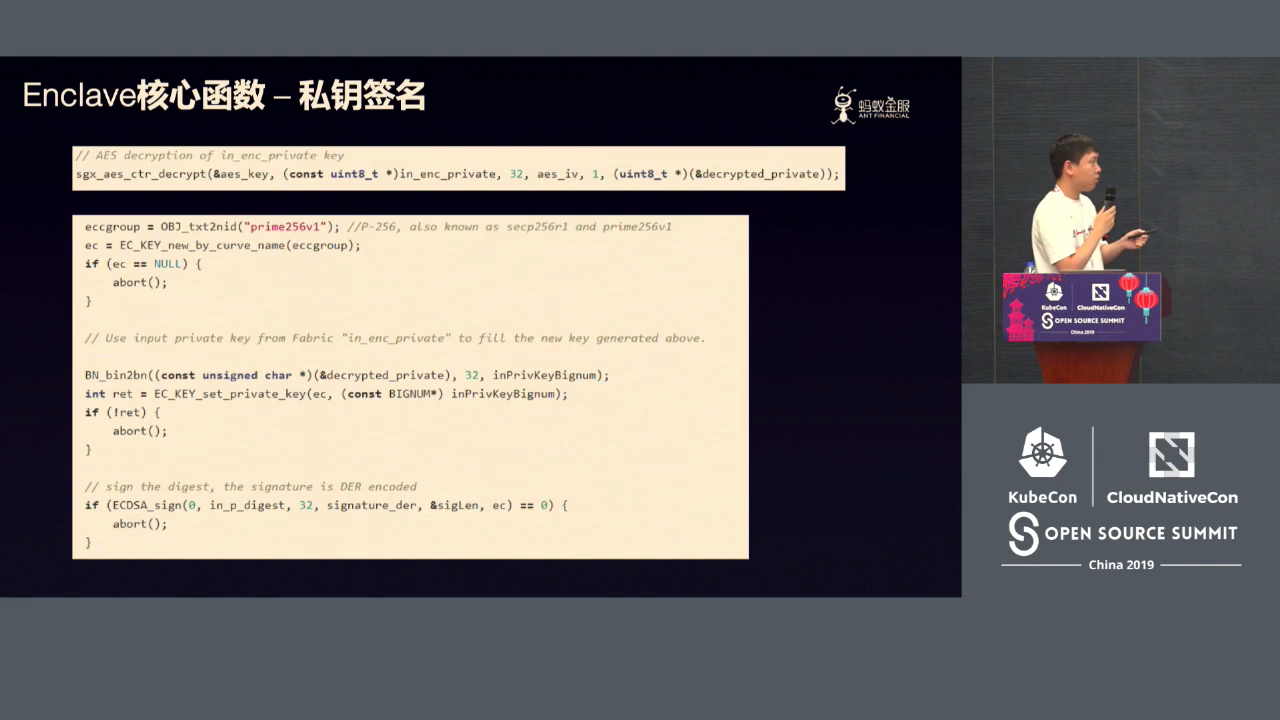 Enclave核心函数 – 私钥签名
蚂蚁金服
ANT FINANCIAL
// AES decryption of in_enc_private key
sgx_aes_ctr_decrypt(&aes_key, (const uint8_t *)in_enc_private, 32, aes_iv, 1, (uint8_t *)(&decrypted_private));
eccgroup = OBJ_txt2nid("prime256v1"); //P-256, also known as secp256r1 and prime256v1
ec = EC_KEY_new_by_curve_name(eccgroup);
if (ec == NULL) {
abort();
}
// Use input private key from Fabric "in_enc_private" to fill the new key generated above.
BN_bin2bn((const unsigned char *)(&decrypted_private), 32, inPrivKeyBignum);
int ret = EC_KEY_set_private_key(ec, (const BIGNUM*) inPrivKeyBignum);
if (!ret) {
abort();
}
// sign the digest, the signature is DER encoded
if (ECDSA_sign(0, in_p_digest, 32, signature_der, &sigLen, ec) == 0) {
abort();
}
KubeCon CloudNativeCon
OPEN SOURCE SUMMIT
China 2019
KubeCon CloudNativeCon
OPEN SOURCE SUMMIT
China 2019